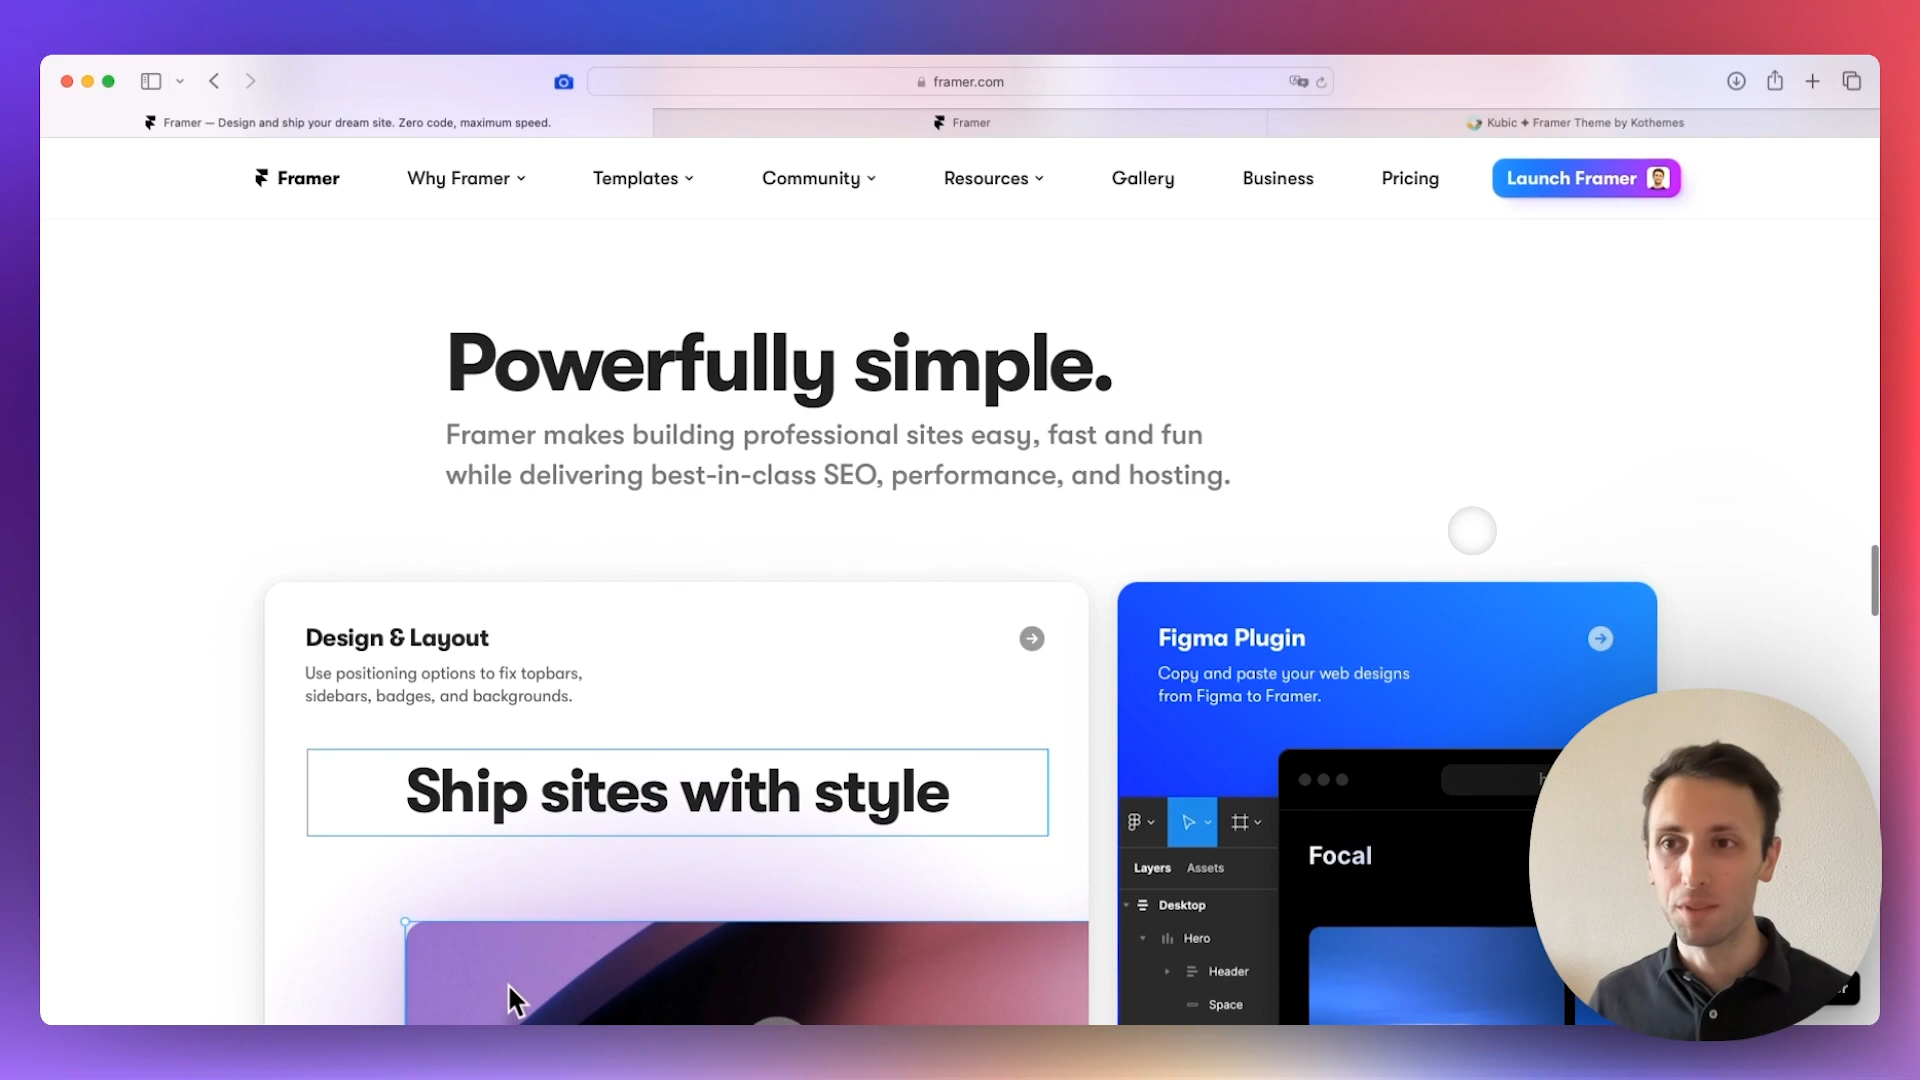 framer.com
Framer — Design and ship your dream site. Zero code, maximum speed.
Framer
Kubic ✦ Framer Theme by Kothemes
Framer
Why Framer
Templates
Community
Resources
Gallery
Business
Pricing
Launch Framer
Powerfully simple.
Framer makes building professional sites easy, fast and fun
while delivering best-in-class SEO, performance, and hosting.
Design & Layout
Use positioning options to fix topbars,
sidebars, badges, and backgrounds.
Ship sites with style
Figma Plugin
Copy and paste your web designs
from Figma to Framer.
Focal
Layers Assets
Desktop
Hero
Header
Space